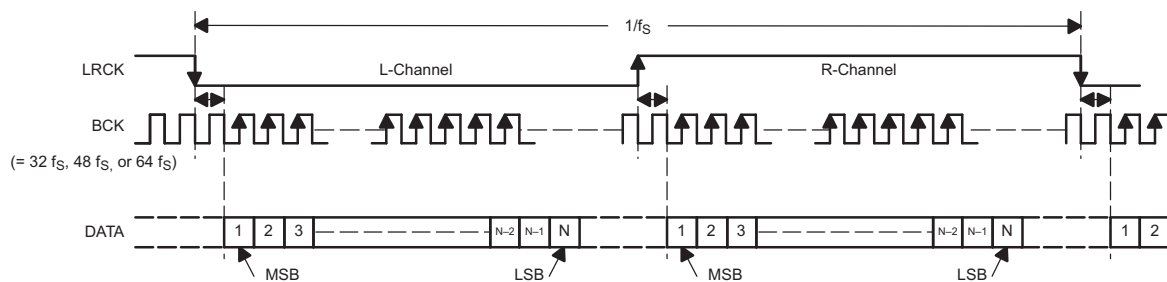 1/fS
LRCK
L-Channel
R-Channel
BCK
(= 32 fS, 48 fS, or 64 fS)
DATA
1 2 3 N–2 N–1 N 1 2 3 N–2 N–1 N 1 2
MSB LSB MSB LSB